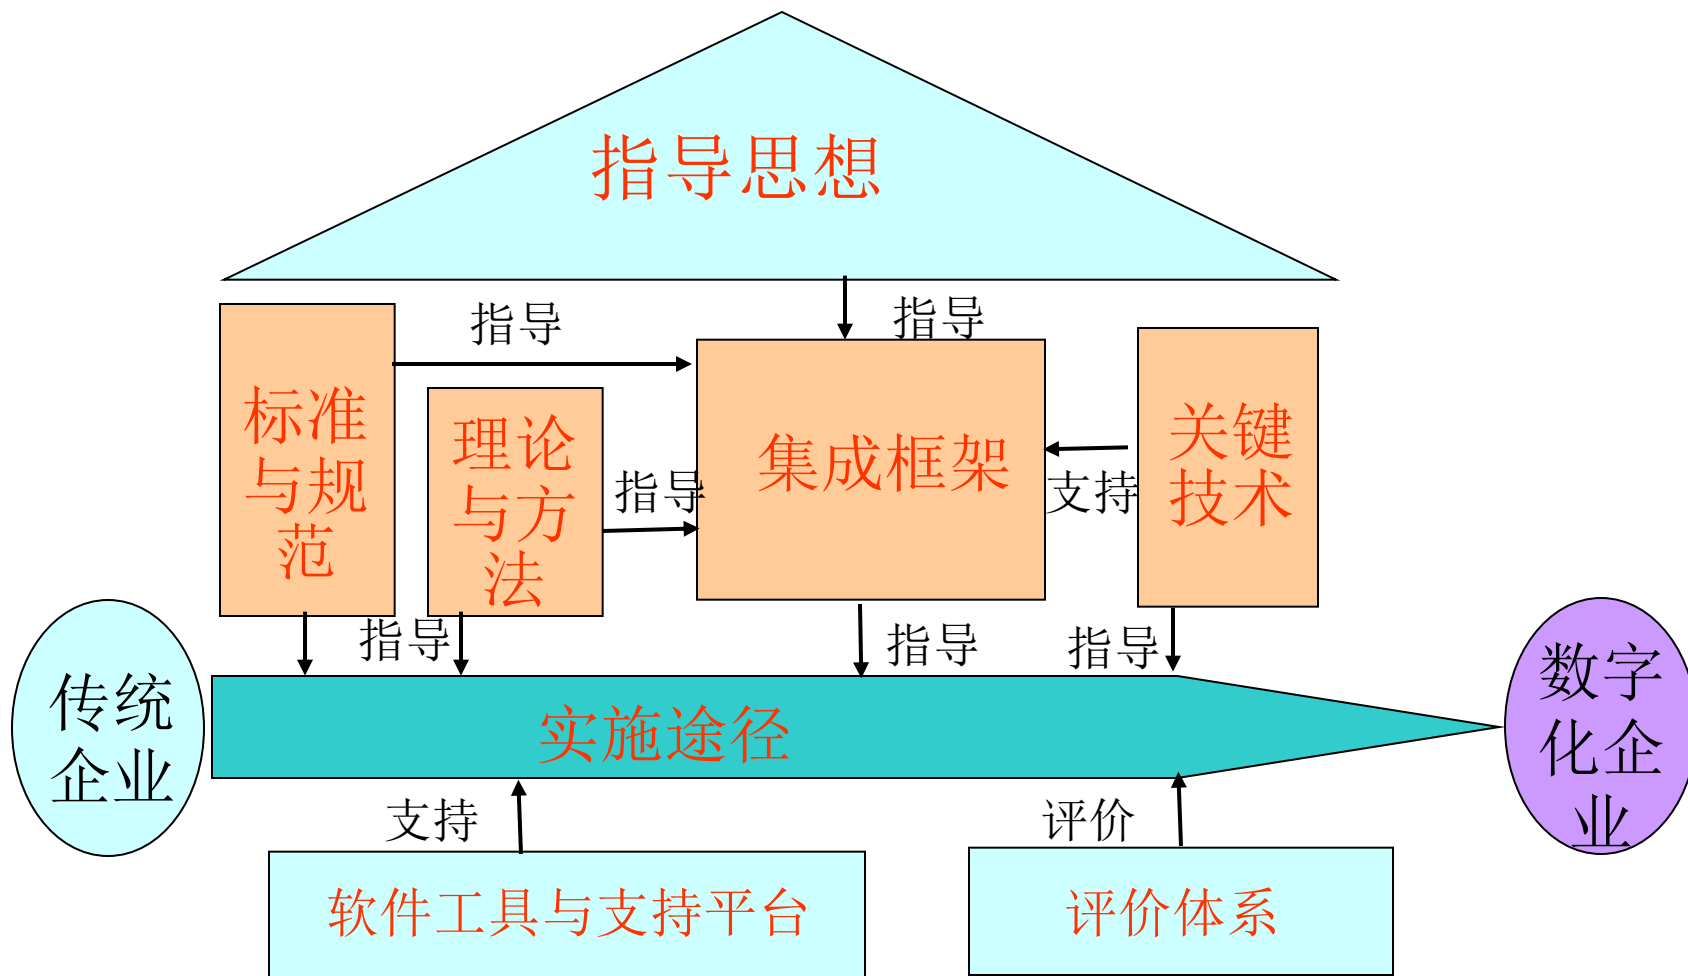 指导思想
指导
指导
标准
与规
范
理论
与方
法
指导
集成框架
支持
关键
技术
指导
指导
指导
传统
企业
实施途径
数字
化企
业
支持
评价
软件工具与支持平台
评价体系